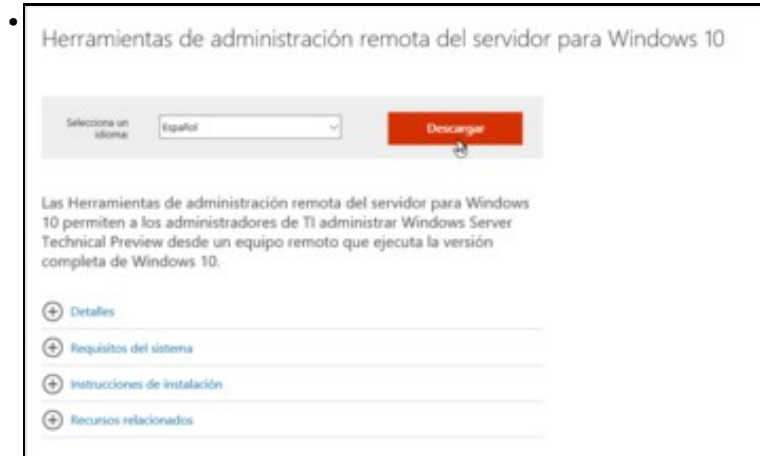 Herramientas de administración remota del servidor para Windows 10
Selecciona un
idioma:
Español
Descargar
Las Herramientas de administración remota del servidor para Windows
10 permiten a los administradores de TI administrar Windows Server
Technical Preview desde un equipo remoto que ejecuta la versión
completa de Windows 10.
Detalles
Requisitos del sistema
Instrucciones de instalación
Recursos relacionados